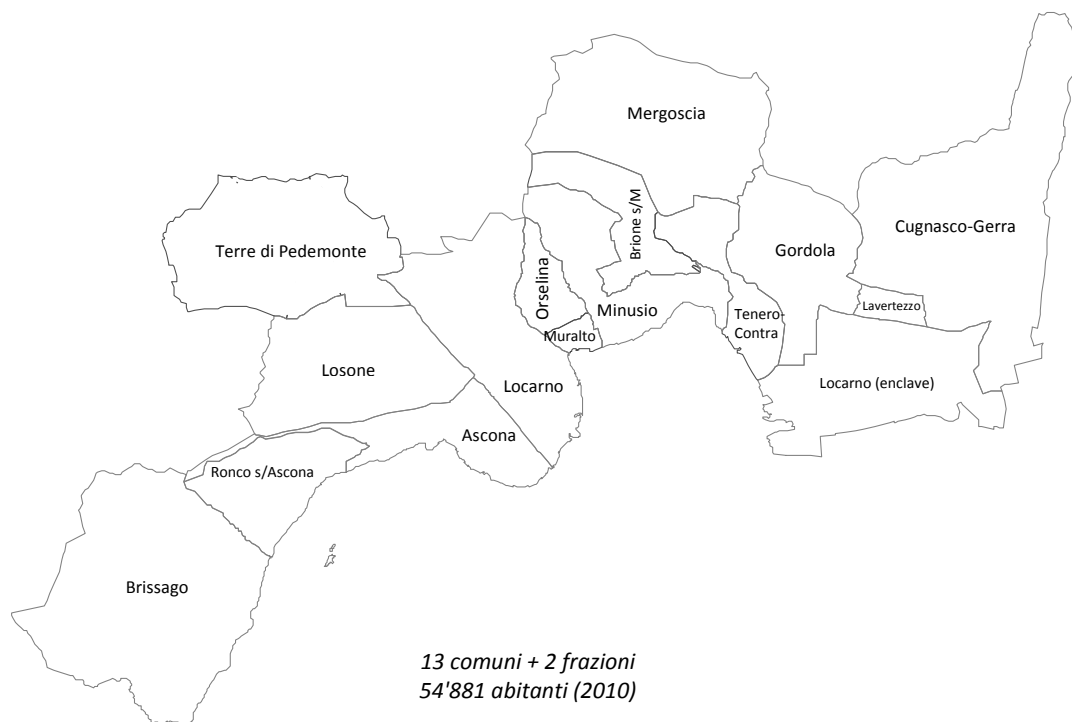 Mergoscia
Brione s/M
Cugnasco-Gerra
Terre di Pedemonte
Gordola
Orselina
Lavertezzo
Minusio
Tenero-
Contra
Muralto
Losone
Locarno
Locarno (enclave)
Ascona
Ronco s/Ascona
Brissago
13 comuni + 2 frazioni
54'881 abitanti (2010)